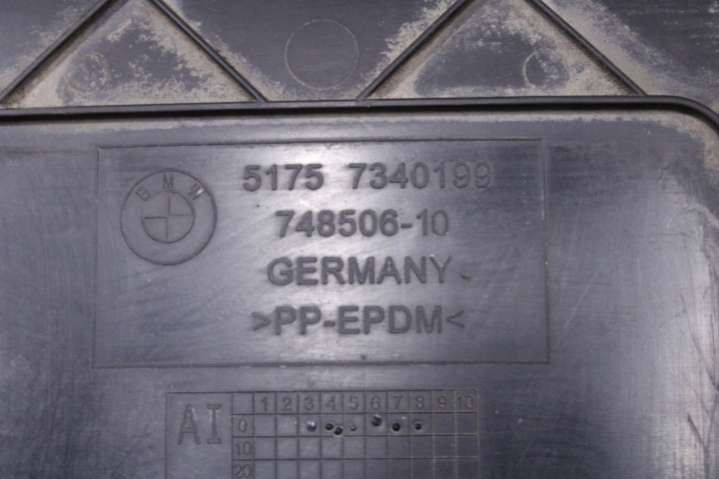 BMW
5175 7340199
748506-10
GERMANY
>PP-EPDM<
AI
1 2 3 4 5 6 7 8 9 10
0
10
20